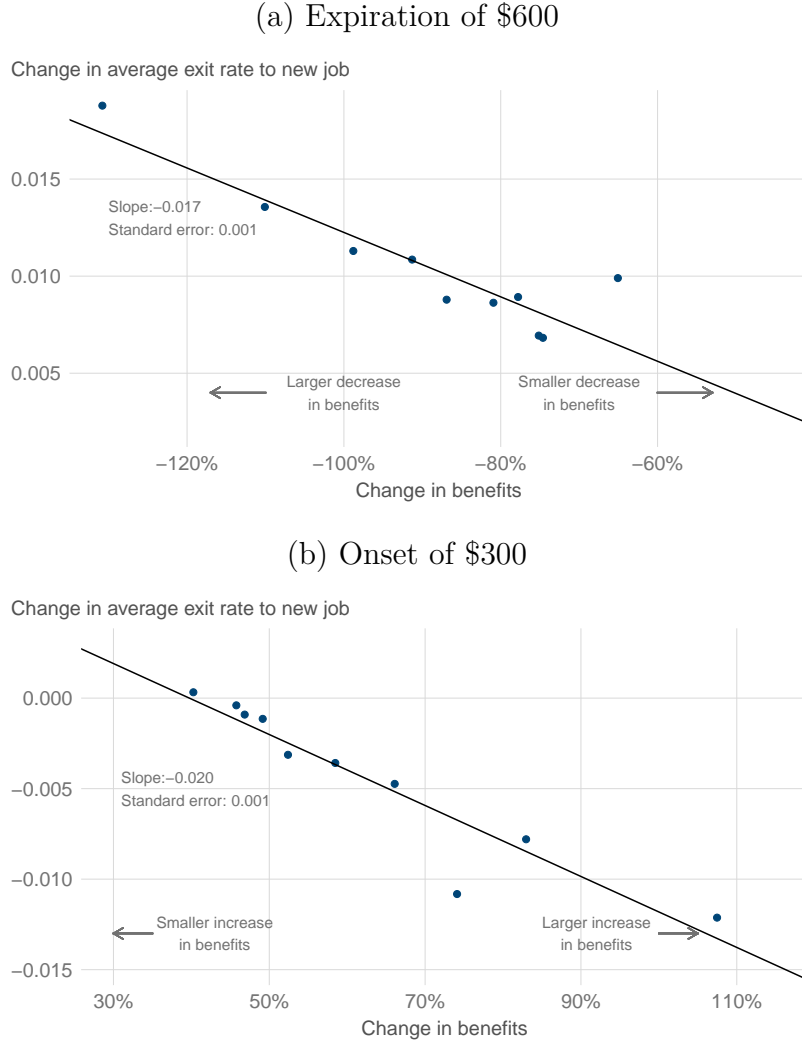 (a) Expiration of $600
Change in average exit rate to new job
0.015
Slope:−0.017
Standard error: 0.001
0.010
0.005
Larger decrease
in benefits
Smaller decrease
in benefits
−120%
−100%
−80%
−60%
Change in benefits
(b) Onset of $300
Change in average exit rate to new job
0.000
−0.005
Slope:−0.020
Standard error: 0.001
−0.010
Smaller increase
in benefits
Larger increase
in benefits
−0.015
30%
50%
70%
90%
110%
Change in benefits